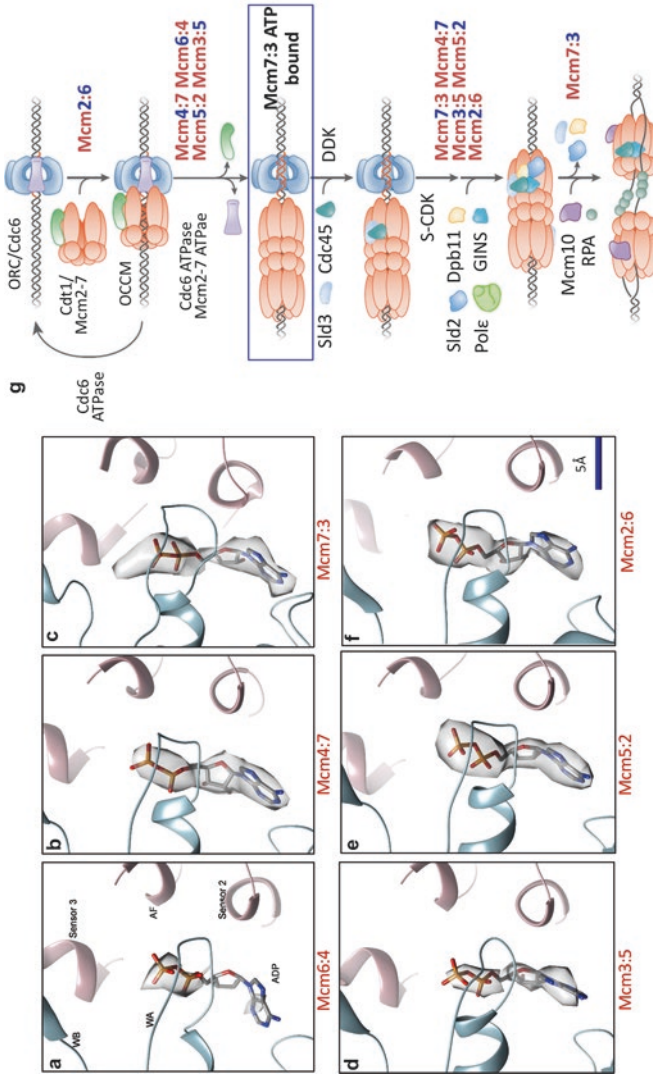 a
Sensor 3
WB
AF
WA
Sensor 2
ADP
Mcm6:4
b
Mcm4:7
c
Mcm7:3
d
Mcm3:5
e
Mcm5:2
f
5Å
Mcm2:6
g
ORC/Cdc6
Cdc6
ATPase
Cdt1/
Mcm2-7
Mcm2:6
OCCM
Cdc6 ATPase
Mcm2-7 ATPae
Mcm4:7 Mcm6:4
Mcm5:2 Mcm3:5
Mcm7:3 ATP
bound
Sld3
Cdc45
DDK
S-CDK
Sld2
Dpb11
Polε
GINS
Mcm7:3 Mcm4:7
Mcm3:5 Mcm5:2
Mcm2:6
Mcm10
RPA
Mcm7:3